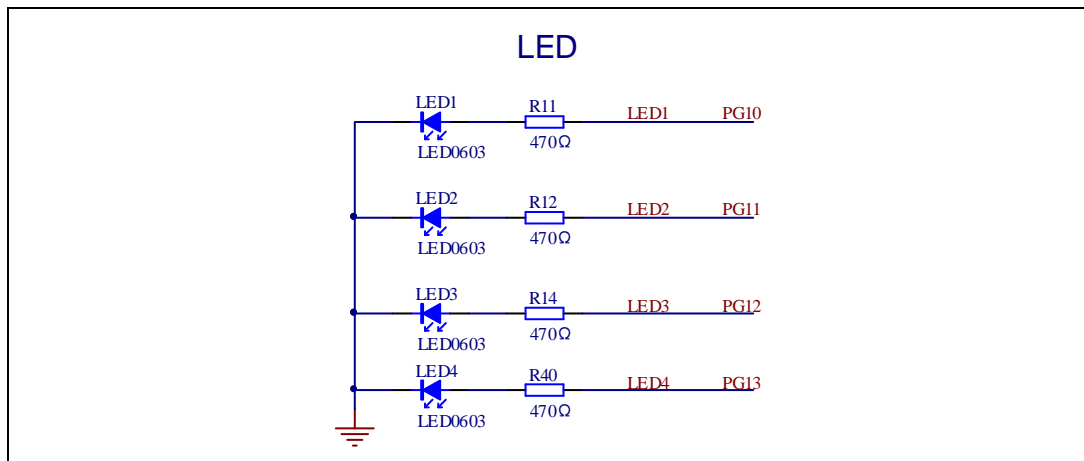 LED
LED1 R11 LED1 PG10
LED0603 470Ω
LED2 R12 LED2 PG11
LED0603 470Ω
LED3 R14 LED3 PG12
LED0603 470Ω
LED4 R40 LED4 PG13
LED0603 470Ω